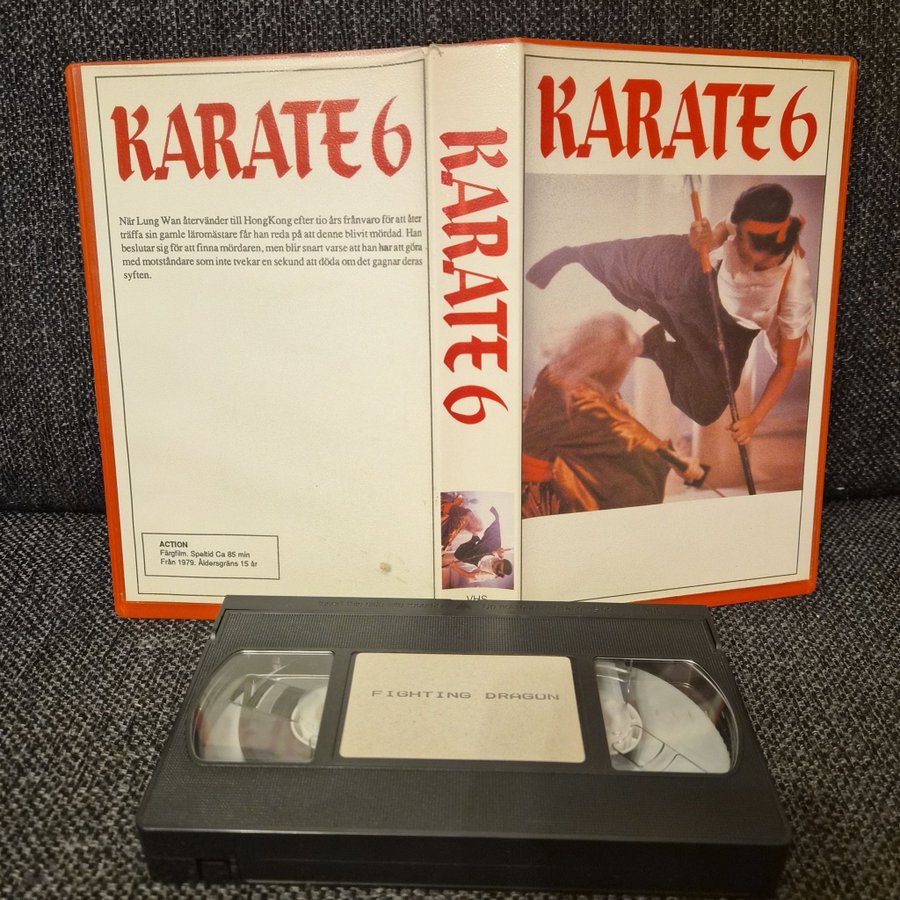 KARATE 6
När Lung Wan återvänder till HongKong efter tio års frånvaro för att åter
träffa sin gamle läromästare får han reda på att denne blivit mördad. Han
beslutar sig för att finna mördaren, men blir snart varse att han har att göra
med motståndare som inte tvekar en sekund att döda om det gagnar deras
syften.
ACTION
Färgfilm. Speltid Ca 85 min
Från 1979. Åldersgräns 15 år
KARATE 6
VHS
KARATE 6
FIGHTING DRAGUN